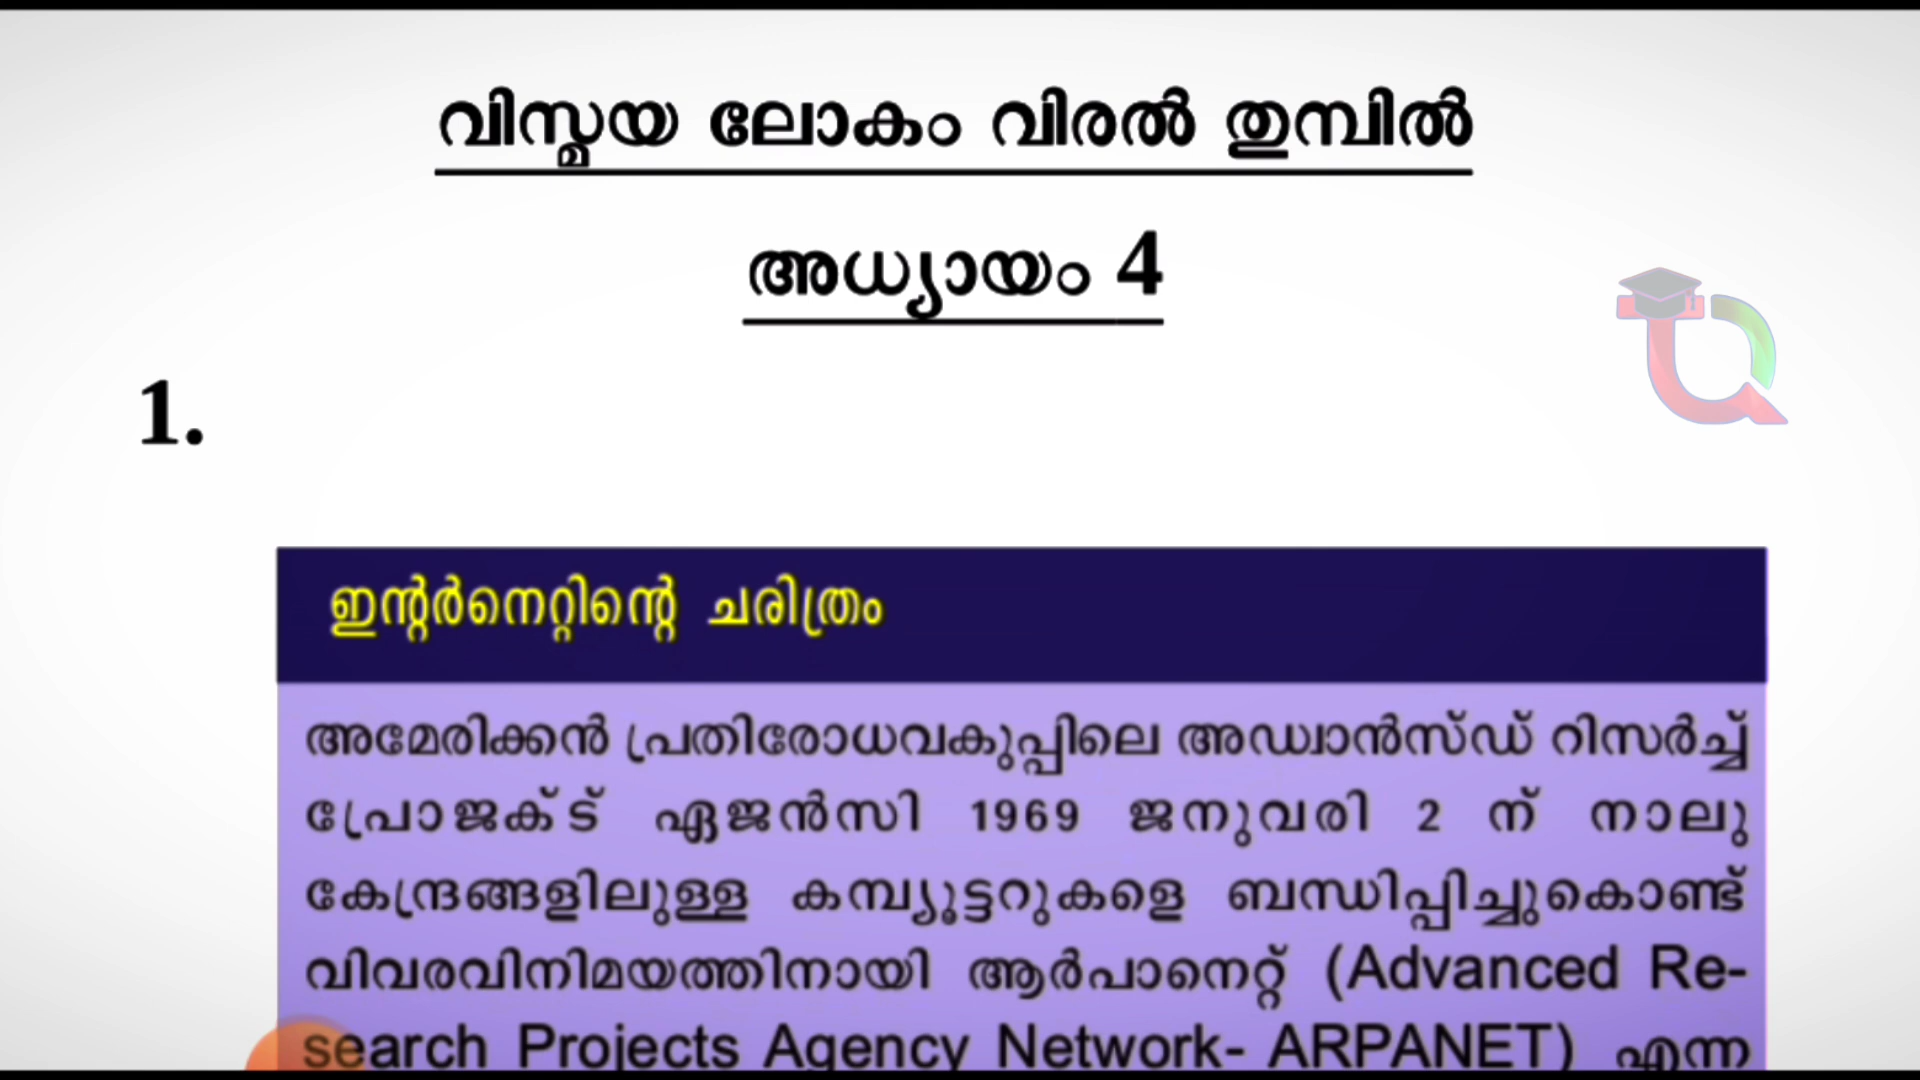 വിസ്മയ ലോകം വിരൽ തുമ്പിൽ
അധ്യായം 4
1.
ഇന്റർനെറ്റിന്റെ ചരിത്രം
അമേരിക്കൻ പ്രതിരോധവകുപ്പിലെ അഡ്വാൻസ്ഡ് റിസർച്ച്
പ്രോജക്ട് ഏജൻസി 1969 ജനുവരി 2 ന് നാലു
കേന്ദ്രങ്ങളിലുള്ള കമ്പ്യൂട്ടറുകളെ ബന്ധിപ്പിച്ചുകൊണ്ട്
വിവരവിനിമയത്തിനായി ആർപാനെറ്റ് (Advanced Re-
search Projects Agency Network- ARPANET) എന്ന